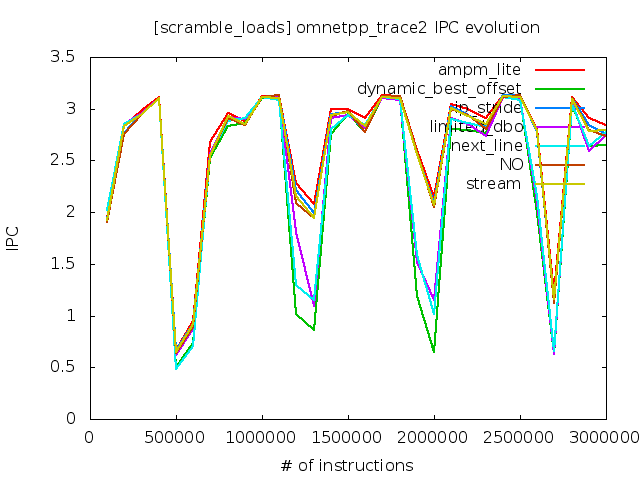 [scramble_loads] omnetpp_trace2 IPC evolution
3.5
3
2.5
2
1.5
1
0.5
0
IPC
ampm_lite
dynamic_best_offset
ip_stride
limited_dbo
next_line
NO
stream
0
500000
1000000
1500000
2000000
2500000
3000000
# of instructions